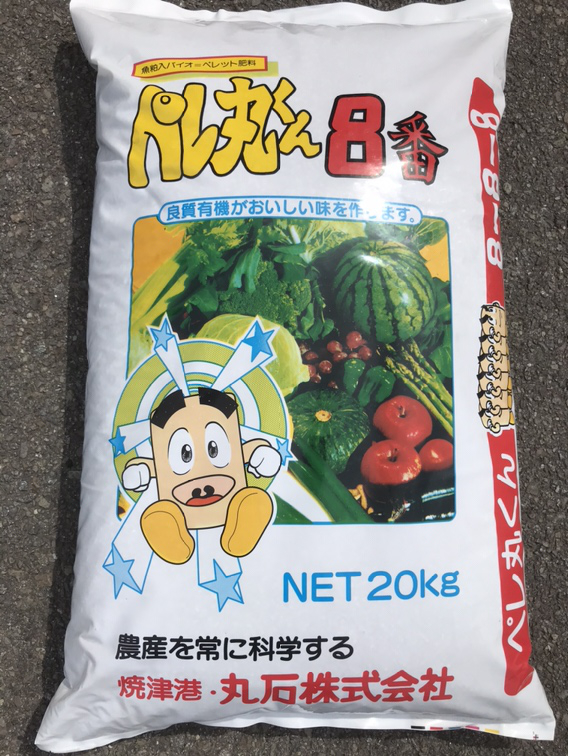 魚粕入バイオーペレット肥料
ペレ丸くん8番
良質有機がおいしい味を作ります。
8-8-8
ペレ丸くん
NET 20kg
農産を常に科学する
焼津港・丸石株式会社